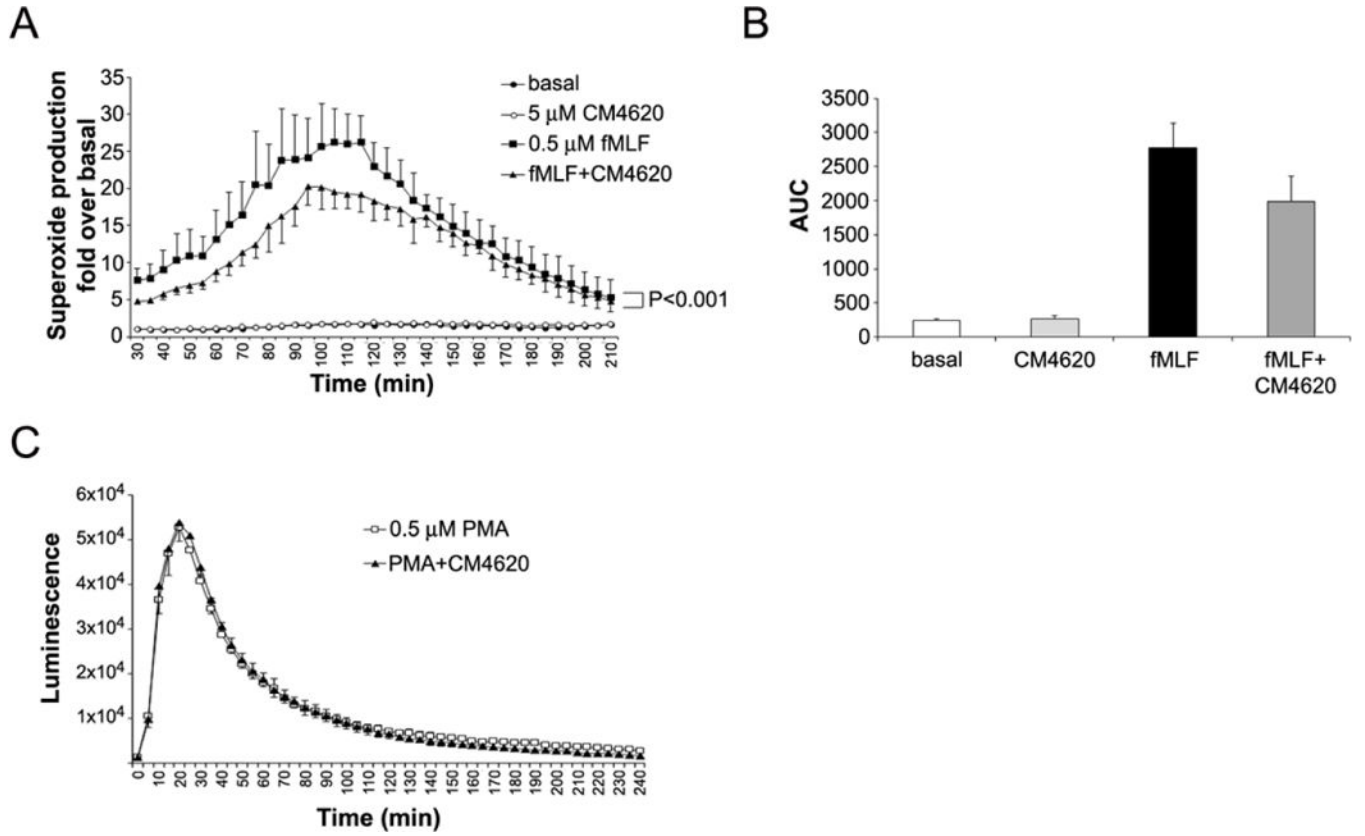 A
Superoxide production
fold over basal
35
30
25
20
15
10
5
0
basal
5 μM CM4620
0.5 μM fMLF
fMLF+CM4620
P<0.001
30 40 50 60 70 80 90 100 110 120 130 140 150 160 170 180 190 200 210
Time (min)
B
AUC
3500
3000
2500
2000
1500
1000
500
0
basal CM4620 fMLF fMLF+
CM4620
C
Luminescence
6x10⁴
5x10⁴
4x10⁴
3x10⁴
2x10⁴
1x10⁴
0.5 μM PMA
PMA+CM4620
0 10 20 30 40 50 60 70 80 90 100 110 120 130 140 150 160 170 180 190 200 210 220 230 240
Time (min)